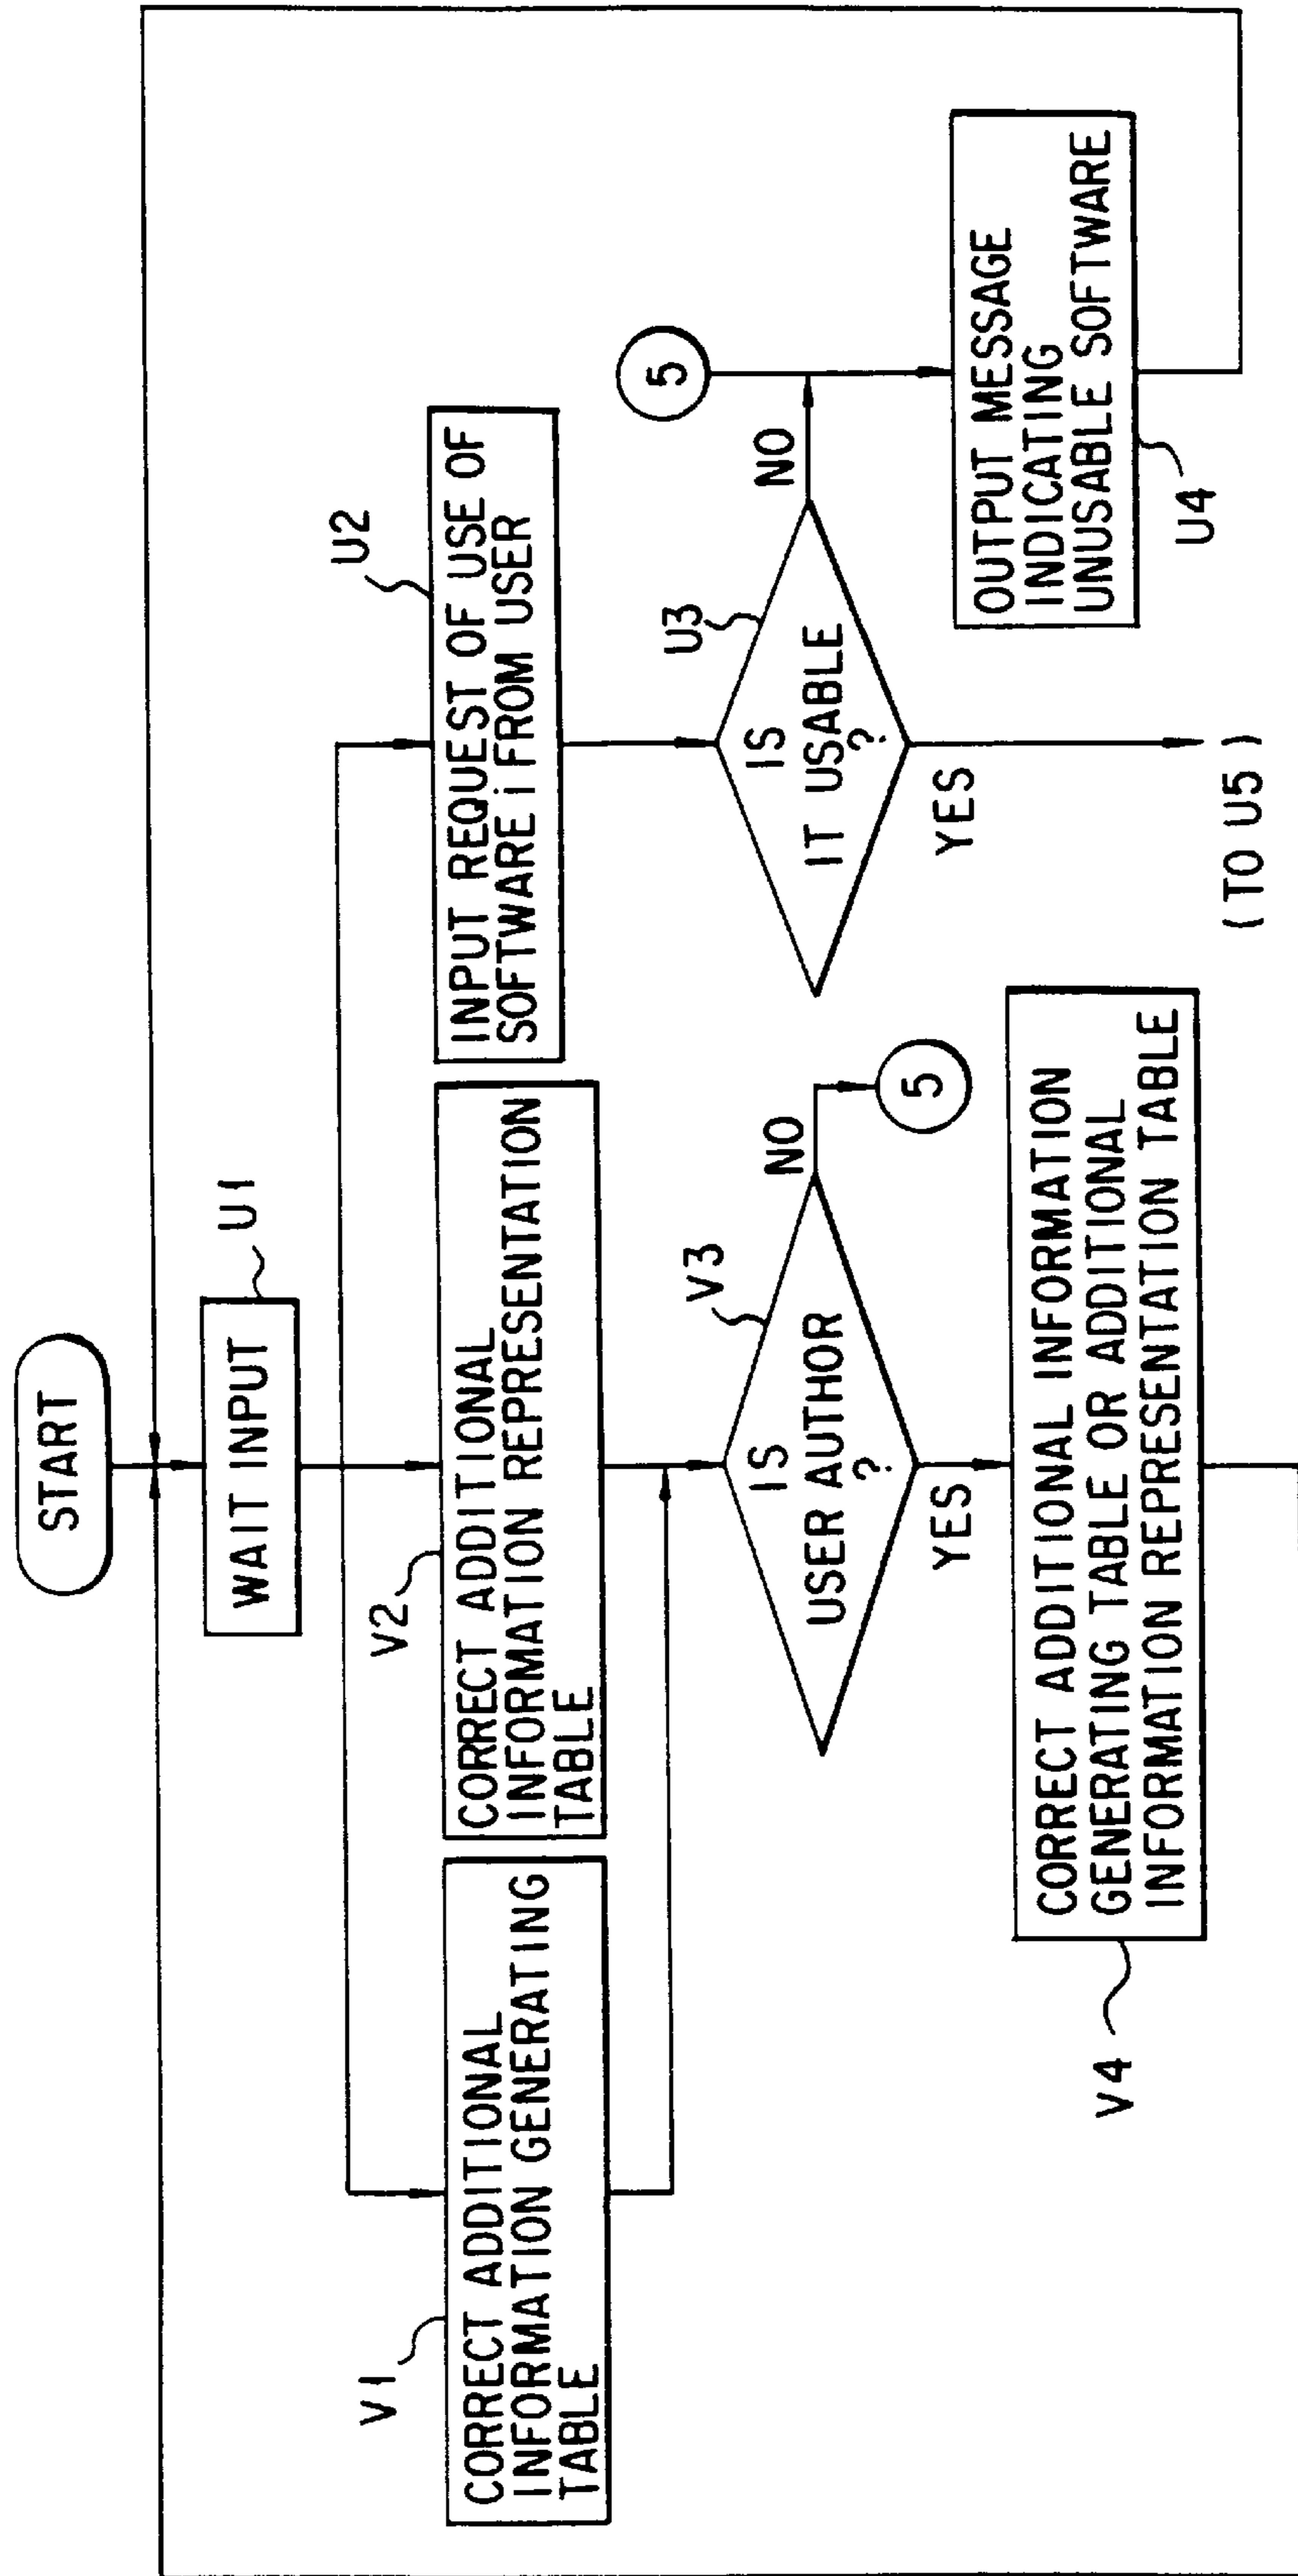 START
WAIT INPUT
U1
V1
CORRECT ADDITIONAL
INFORMATION GENERATING
TABLE
V2
CORRECT ADDITIONAL
INFORMATION REPRESENTATION
TABLE
U2
INPUT REQUEST OF USE OF
SOFTWARE i FROM USER
V3
IS
USER AUTHOR
?
NO
5
YES
U3
IS
IT USABLE
?
NO
5
YES
(TO U5)
V4
CORRECT ADDITIONAL INFORMATION
GENERATING TABLE OR ADDITIONAL
INFORMATION REPRESENTATION TABLE
OUTPUT MESSAGE
INDICATING
UNUSABLE SOFTWARE
U4